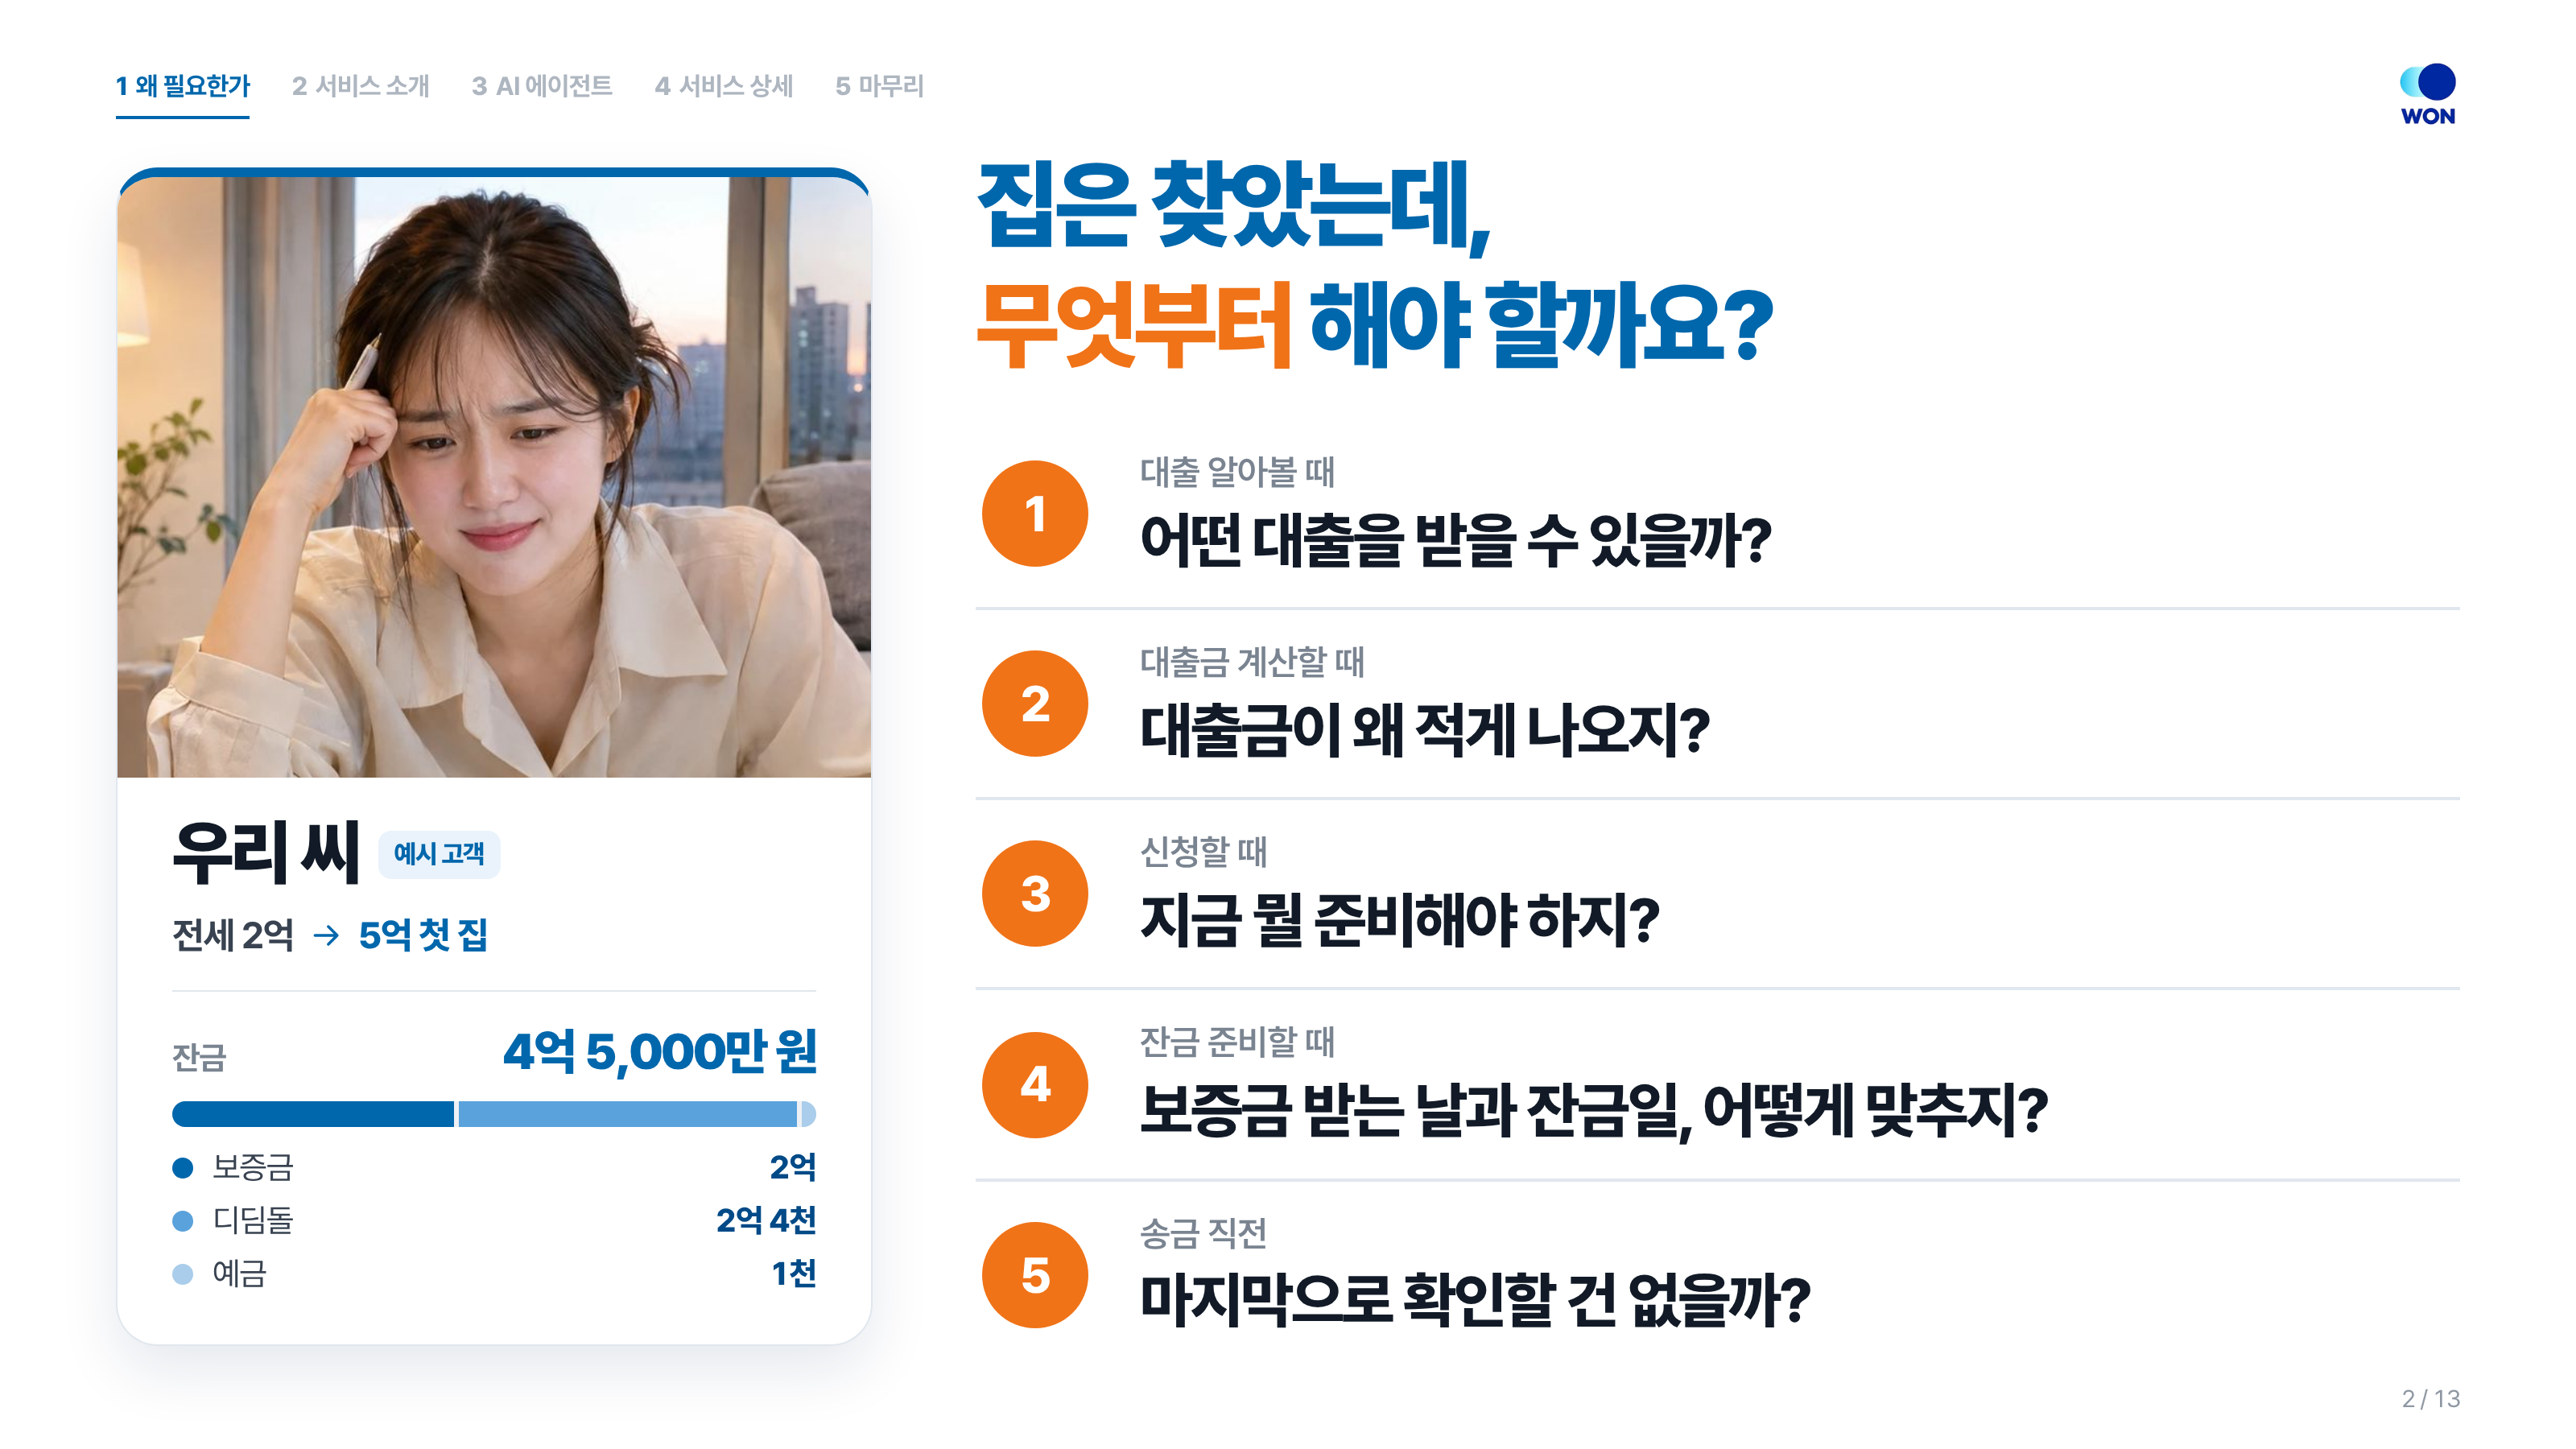 1 왜 필요한가 2 서비스 소개 3 AI 에이전트 4 서비스 상세 5 마무리
WON
집은 찾았는데,
무엇부터 해야 할까요?
우리 씨 예시 고객
전세 2억 → 5억 첫 집
잔금 4억 5,000만 원
보증금 2억
디딤돌 2억 4천
예금 1천
1
대출 알아볼 때
어떤 대출을 받을 수 있을까?
2
대출금 계산할 때
대출금이 왜 적게 나오지?
3
신청할 때
지금 뭘 준비해야 하지?
4
잔금 준비할 때
보증금 받는 날과 잔금일, 어떻게 맞추지?
5
송금 직전
마지막으로 확인할 건 없을까?
2 / 13